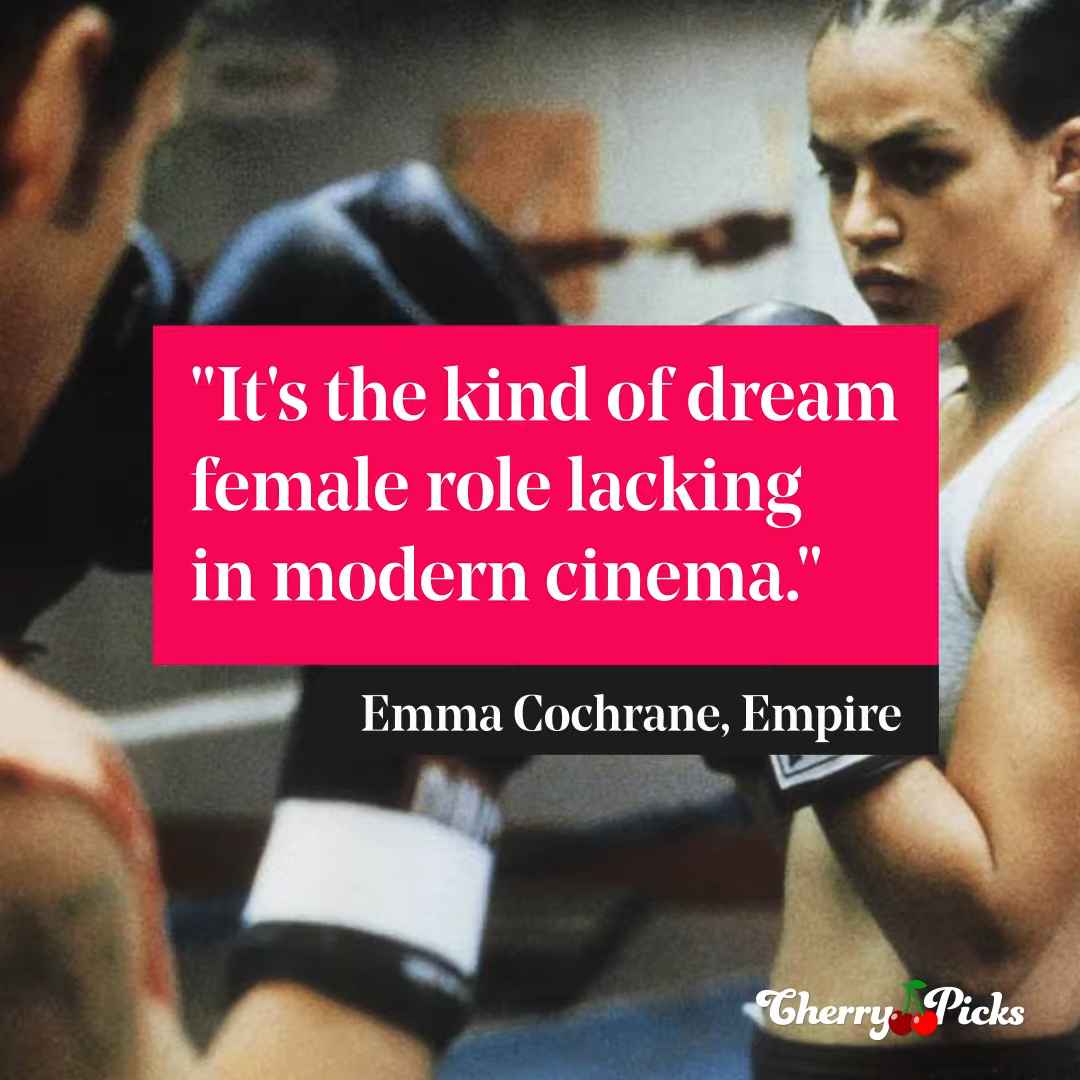 "It's the kind of dream
female role lacking
in modern cinema."
Emma Cochrane, Empire
Cherry Picks